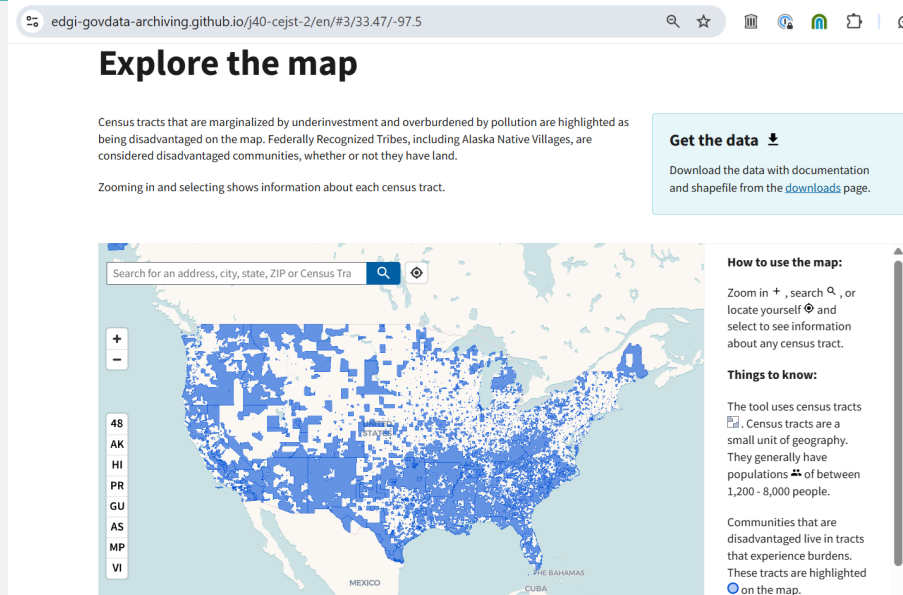 edgi-govdata-archiving.github.io/j40-cejst-2/en/#3/33.47/-97.5
Explore the map
Census tracts that are marginalized by underinvestment and overburdened by pollution are highlighted as
being disadvantaged on the map. Federally Recognized Tribes, including Alaska Native Villages, are
considered disadvantaged communities, whether or not they have land.
Zooming in and selecting shows information about each census tract.
Get the data
Download the data with documentation
and shapefile from the downloads page.
Search for an address, city, state, ZIP or Census Tra
+
−
48
AK
HI
PR
GU
AS
MP
VI
UNITED
STATES
MEXICO
THE BAHAMAS
CUBA
How to use the map:
Zoom in + , search , or
locate yourself and
select to see information
about any census tract.
Things to know:
The tool uses census tracts
. Census tracts are a
small unit of geography.
They generally have
populations of between
1,200 - 8,000 people.
Communities that are
disadvantaged live in tracts
that experience burdens.
These tracts are highlighted
on the map.